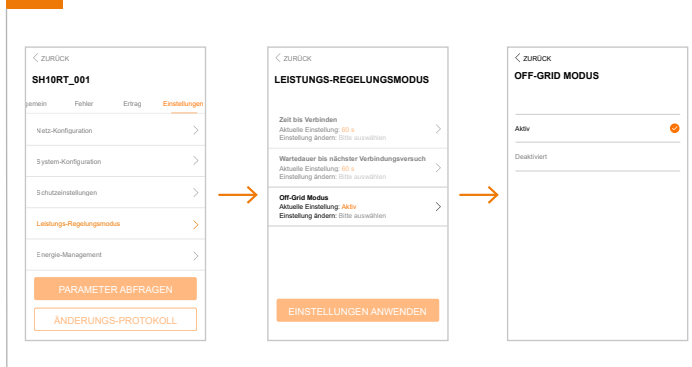 ZURÜCK
SH10RT_001
gemein Fehler Ertrag Einstellungen
Netz-Konfiguration
System-Konfiguration
Schutzeinstellungen
Leistungs-Regelungsmodus
Energie-Management
PARAMETER ABFRAGEN
ÄNDERUNGS-PROTOKOLL
ZURÜCK
LEISTUNGS-REGELUNGSMODUS
Zeit bis Verbinden
Aktuelle Einstellung: 60 s
Einstellung ändern: Bitte auswählen
Wartedauer bis nächster Verbindungsversuch
Aktuelle Einstellung: 60 s
Einstellung ändern: Bitte auswählen
Off-Grid Modus
Aktuelle Einstellung: Aktiv
Einstellung ändern: Bitte auswählen
EINSTELLUNGEN ANWENDEN
ZURÜCK
OFF-GRID MODUS
Aktiv
Deaktiviert